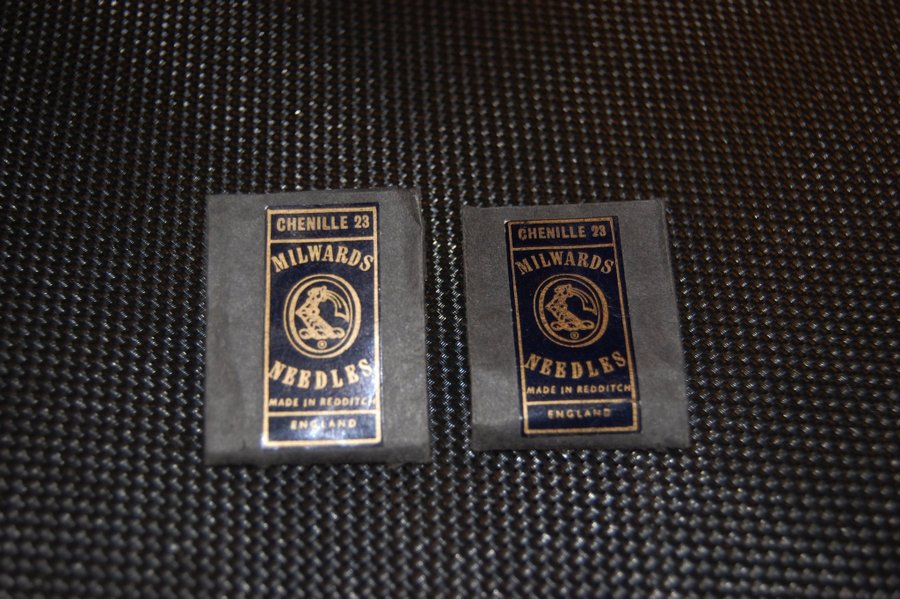 CHENILLE 23
MILWARDS
NEEDLES
MADE IN REDDITCH
ENGLAND
CHENILLE 23
MILWARDS
NEEDLES
MADE IN REDDITCH
ENGLAND